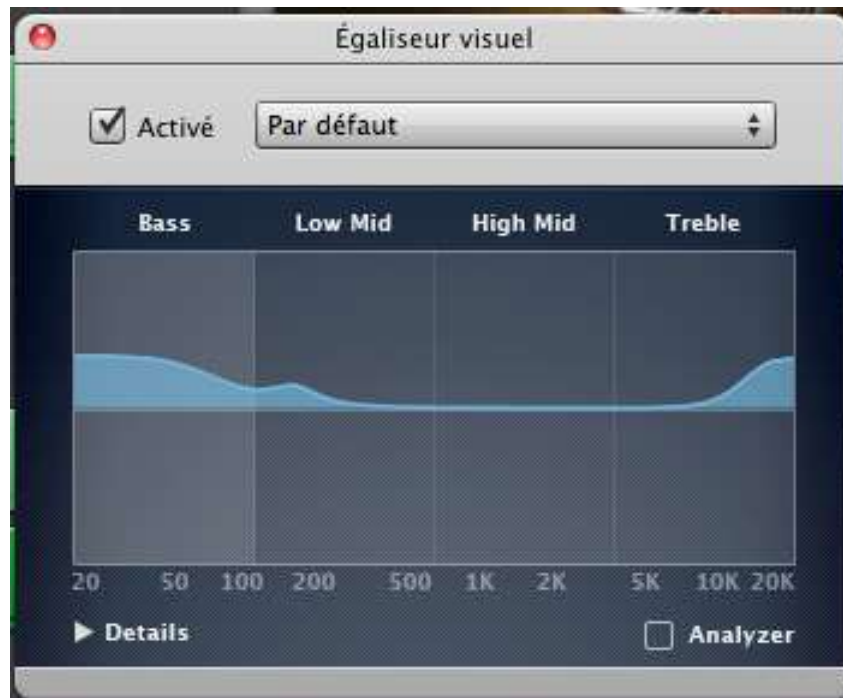 Égaliseur visuel
Activé Par défaut
Bass Low Mid High Mid Treble
20 50 100 200 500 1K 2K 5K 10K 20K
Details Analyzer